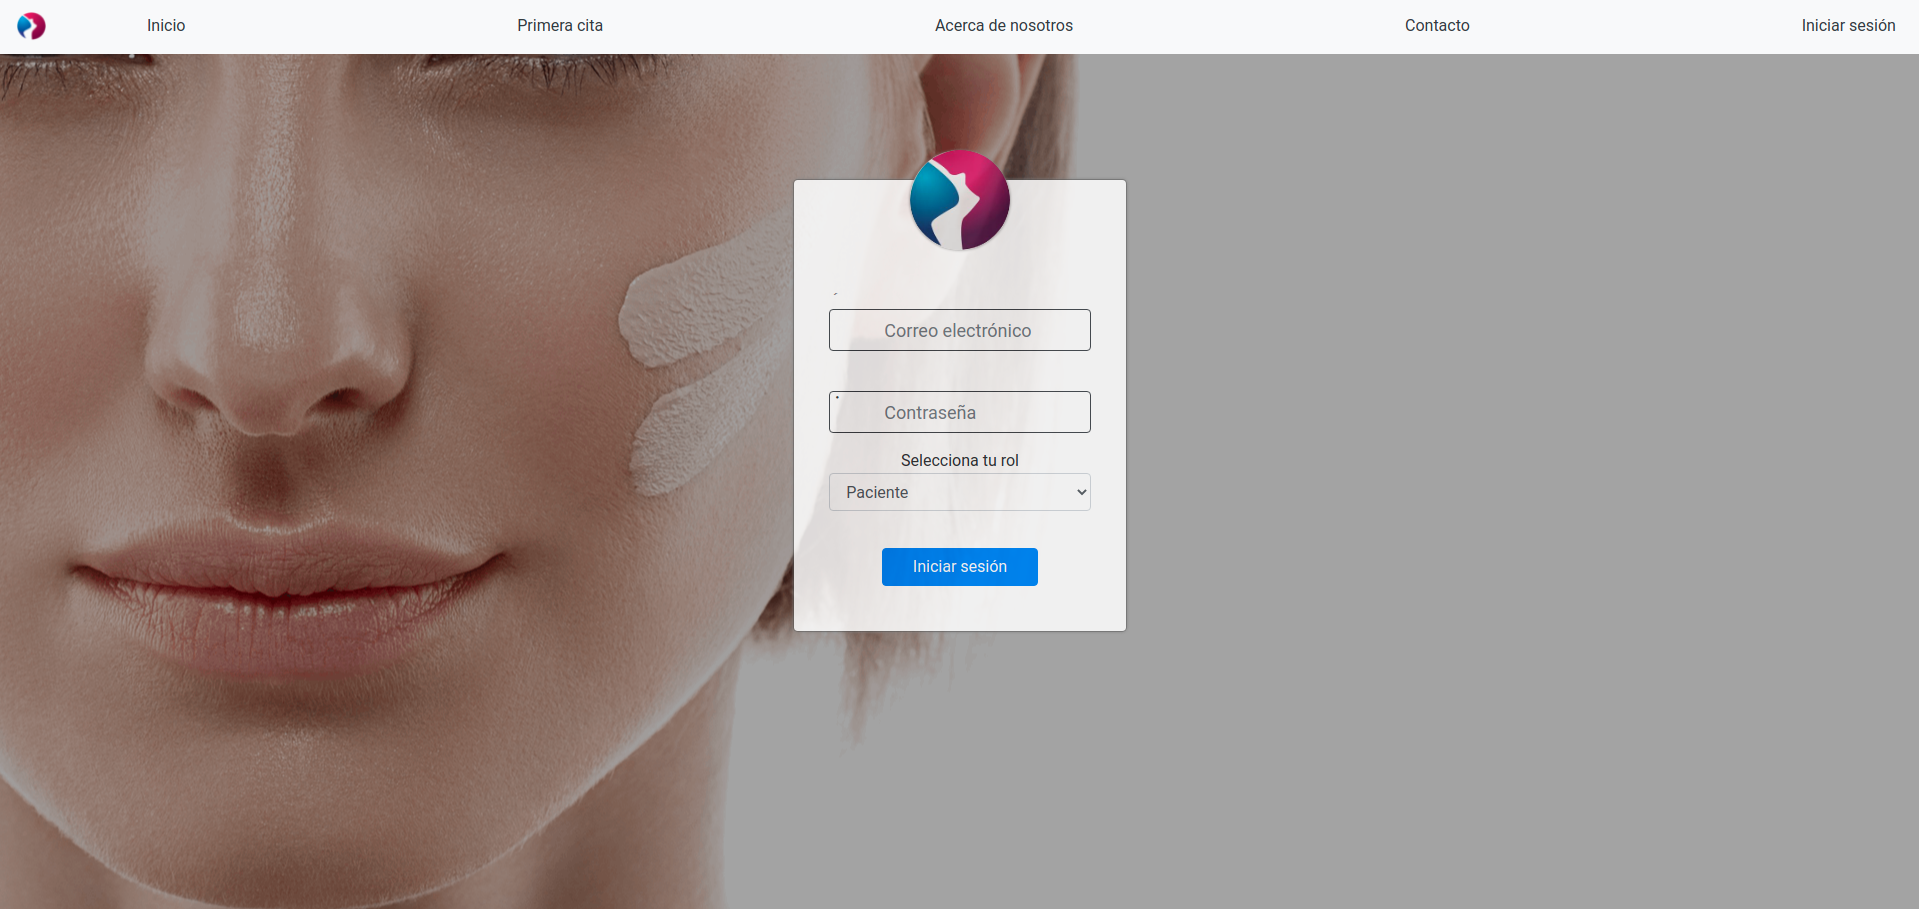 Inicio
Primera cita
Acerca de nosotros
Contacto
Iniciar sesión
Correo electrónico
Contraseña
Selecciona tu rol
Paciente
Iniciar sesión